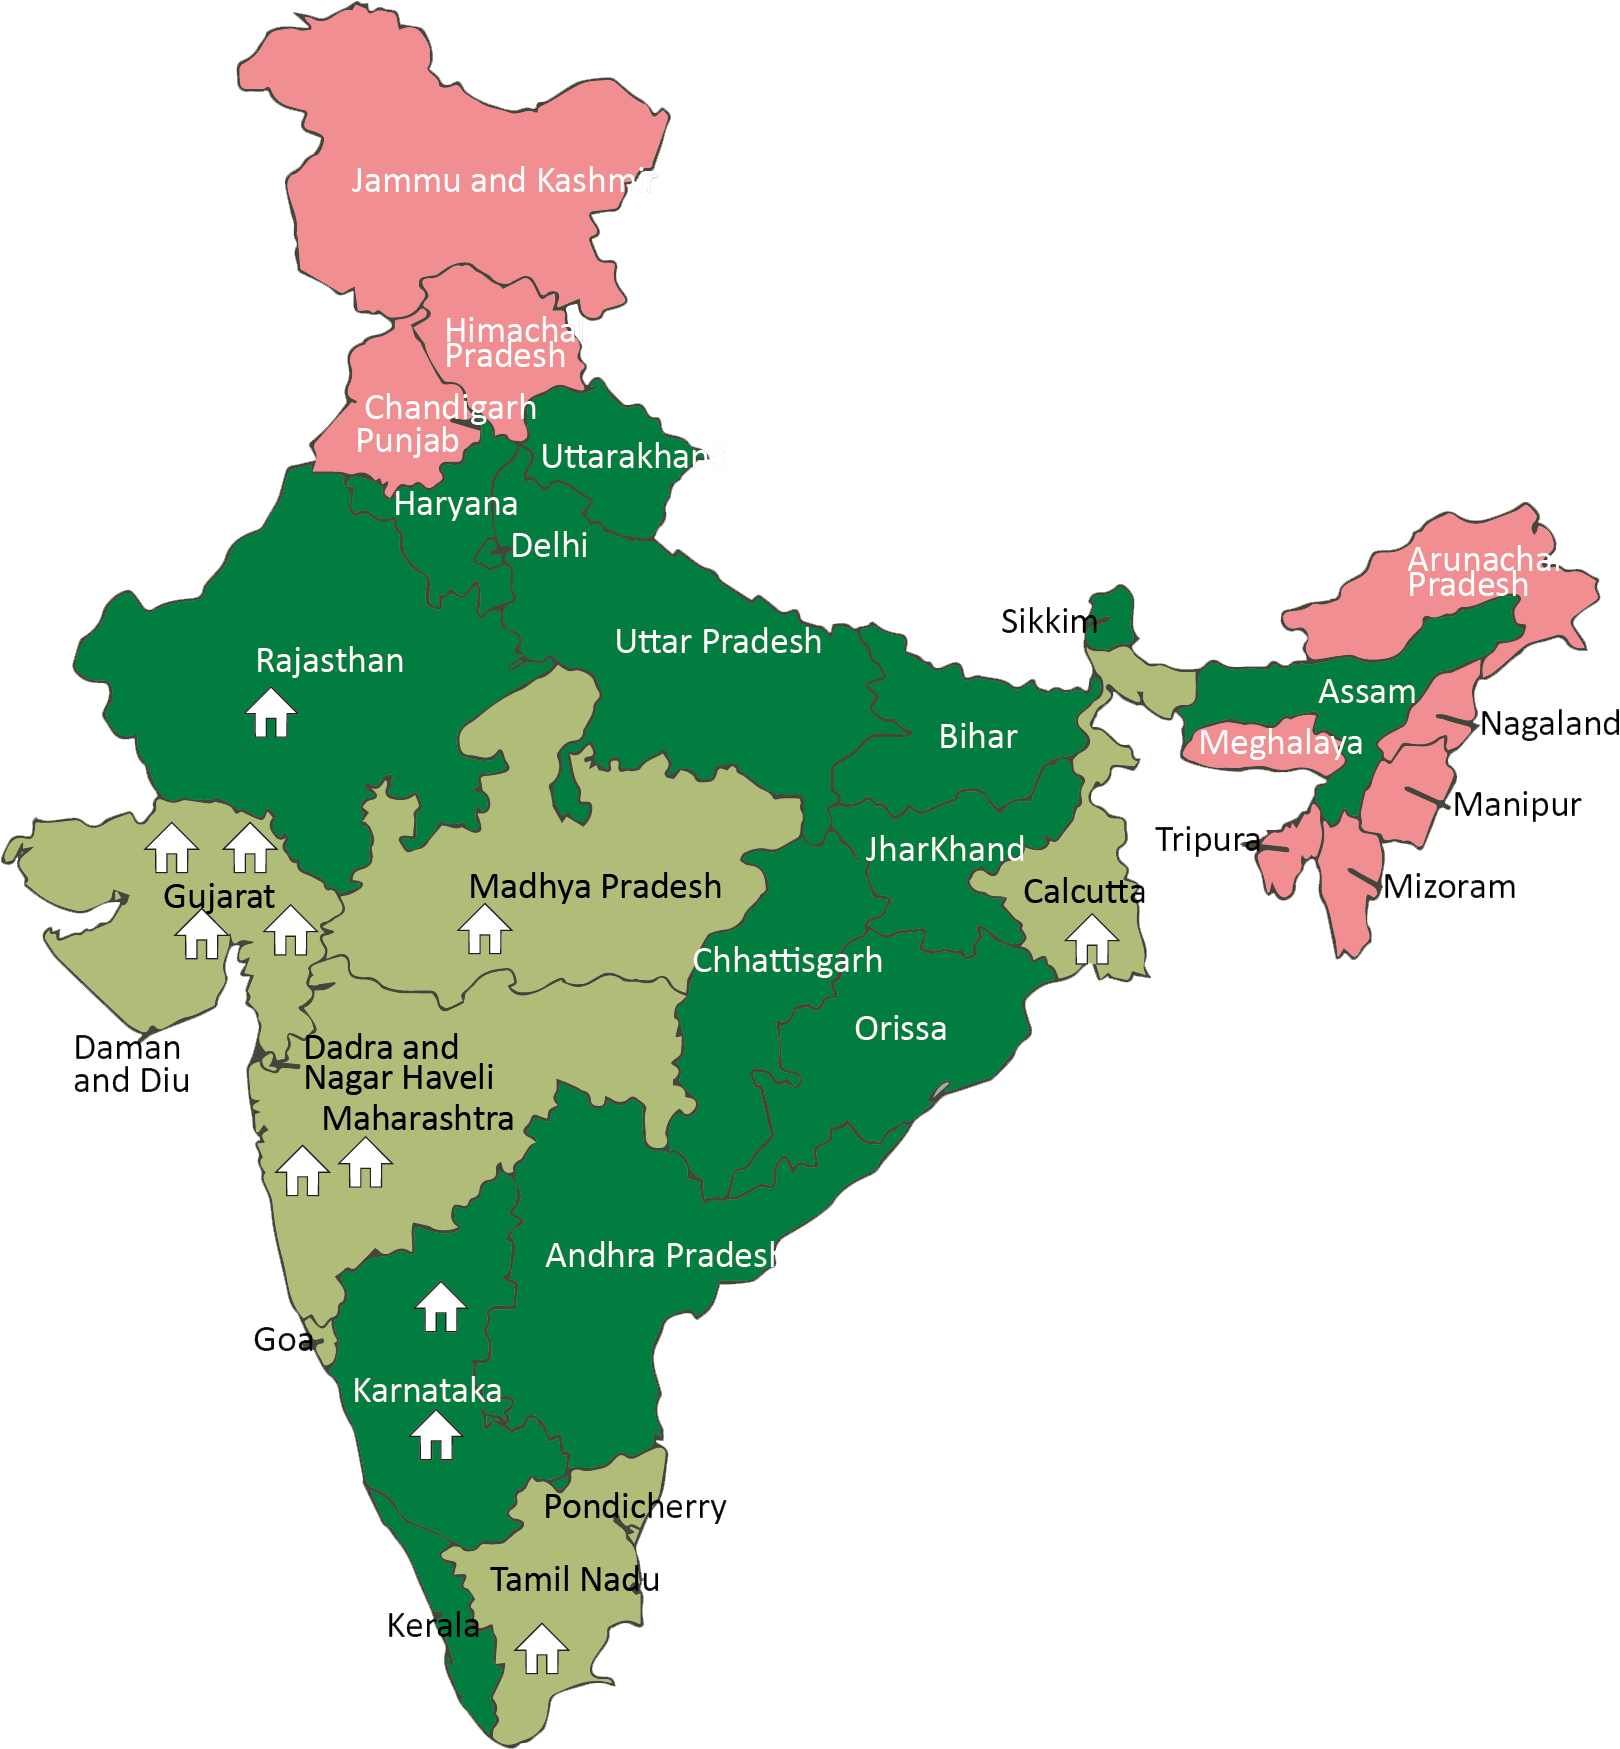 Jammu and Kashmir
Himachal
Pradesh
Chandigarh
Punjab
Uttarakhand
Haryana
Delhi
Arunachal
Pradesh
Sikkim
Uttar Pradesh
Rajasthan
Assam
Nagaland
Bihar
Meghalaya
Manipur
Tripura
JharKhand
Madhya Pradesh
Calcutta
Mizoram
Gujarat
Chhattisgarh
Orissa
Daman
and Diu
Dadra and
Nagar Haveli
Maharashtra
Andhra Pradesh
Goa
Karnataka
Pondicherry
Tamil Nadu
Kerala